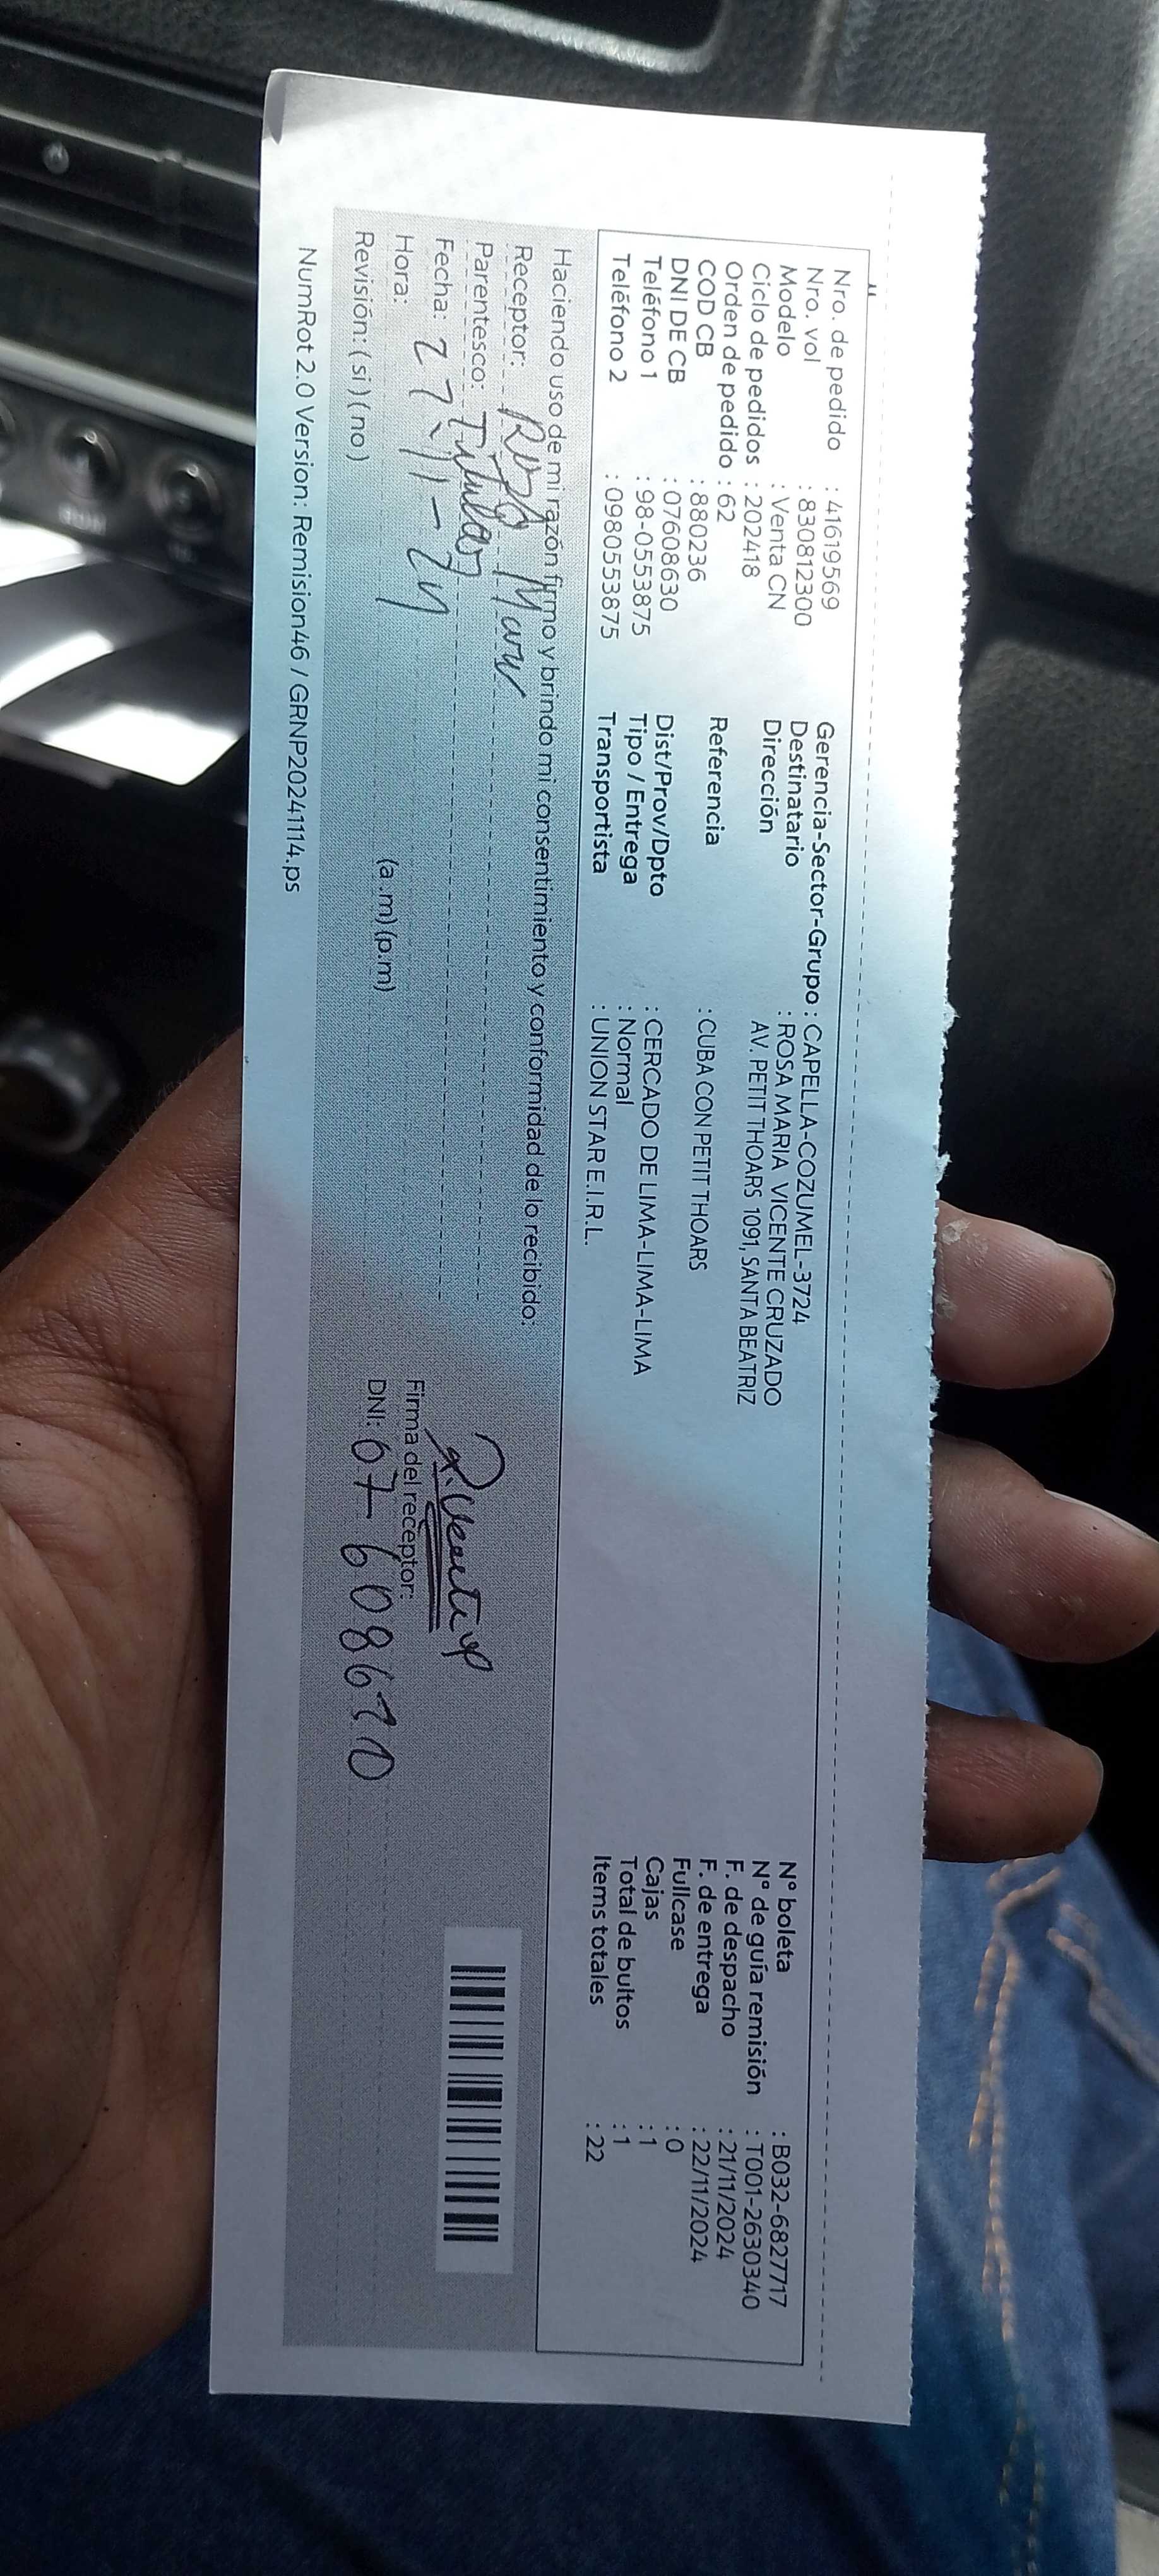 Nro. de pedido : 41619569
Nro. vol : 830812300
Modelo : Venta CN
Ciclo de pedidos : 202418
Orden de pedido : 62
COD CB : 880236
DNI DE CB : 07608630
Teléfono 1 : 98-0553875
Teléfono 2 : 0980553875
Gerencia-Sector-Grupo : CAPELLA-COZUMEL-3724
Destinatario : ROSA MARIA VICENTE CRUZADO
Dirección AV. PETIT THOARS 1091, SANTA BEATRIZ
Referencia : CUBA CON PETIT THOARS
Dist/Prov/Dpto : CERCADO DE LIMA-LIMA-LIMA
Tipo / Entrega : Normal
Transportista : UNION STAR E.I.R.L.
N° boleta : B032-6827717
N° de guía remisión : T001-2630340
F. de despacho : 21/11/2024
F. de entrega : 22/11/2024
Fullcase : 0
Cajas : 1
Total de bultos : 1
Items totales : 22
Haciendo uso de mi razón firmo y brindo mi consentimiento y conformidad de lo recibido:
Receptor: Rosa
Parentesco: Titular
Fecha:
Hora: (a.m)(p.m)
Revisión: (si)(no)
Firma del receptor:
DNI: 07608630
NumRot 2.0 Version: Remision46 / GRNP20241114.ps